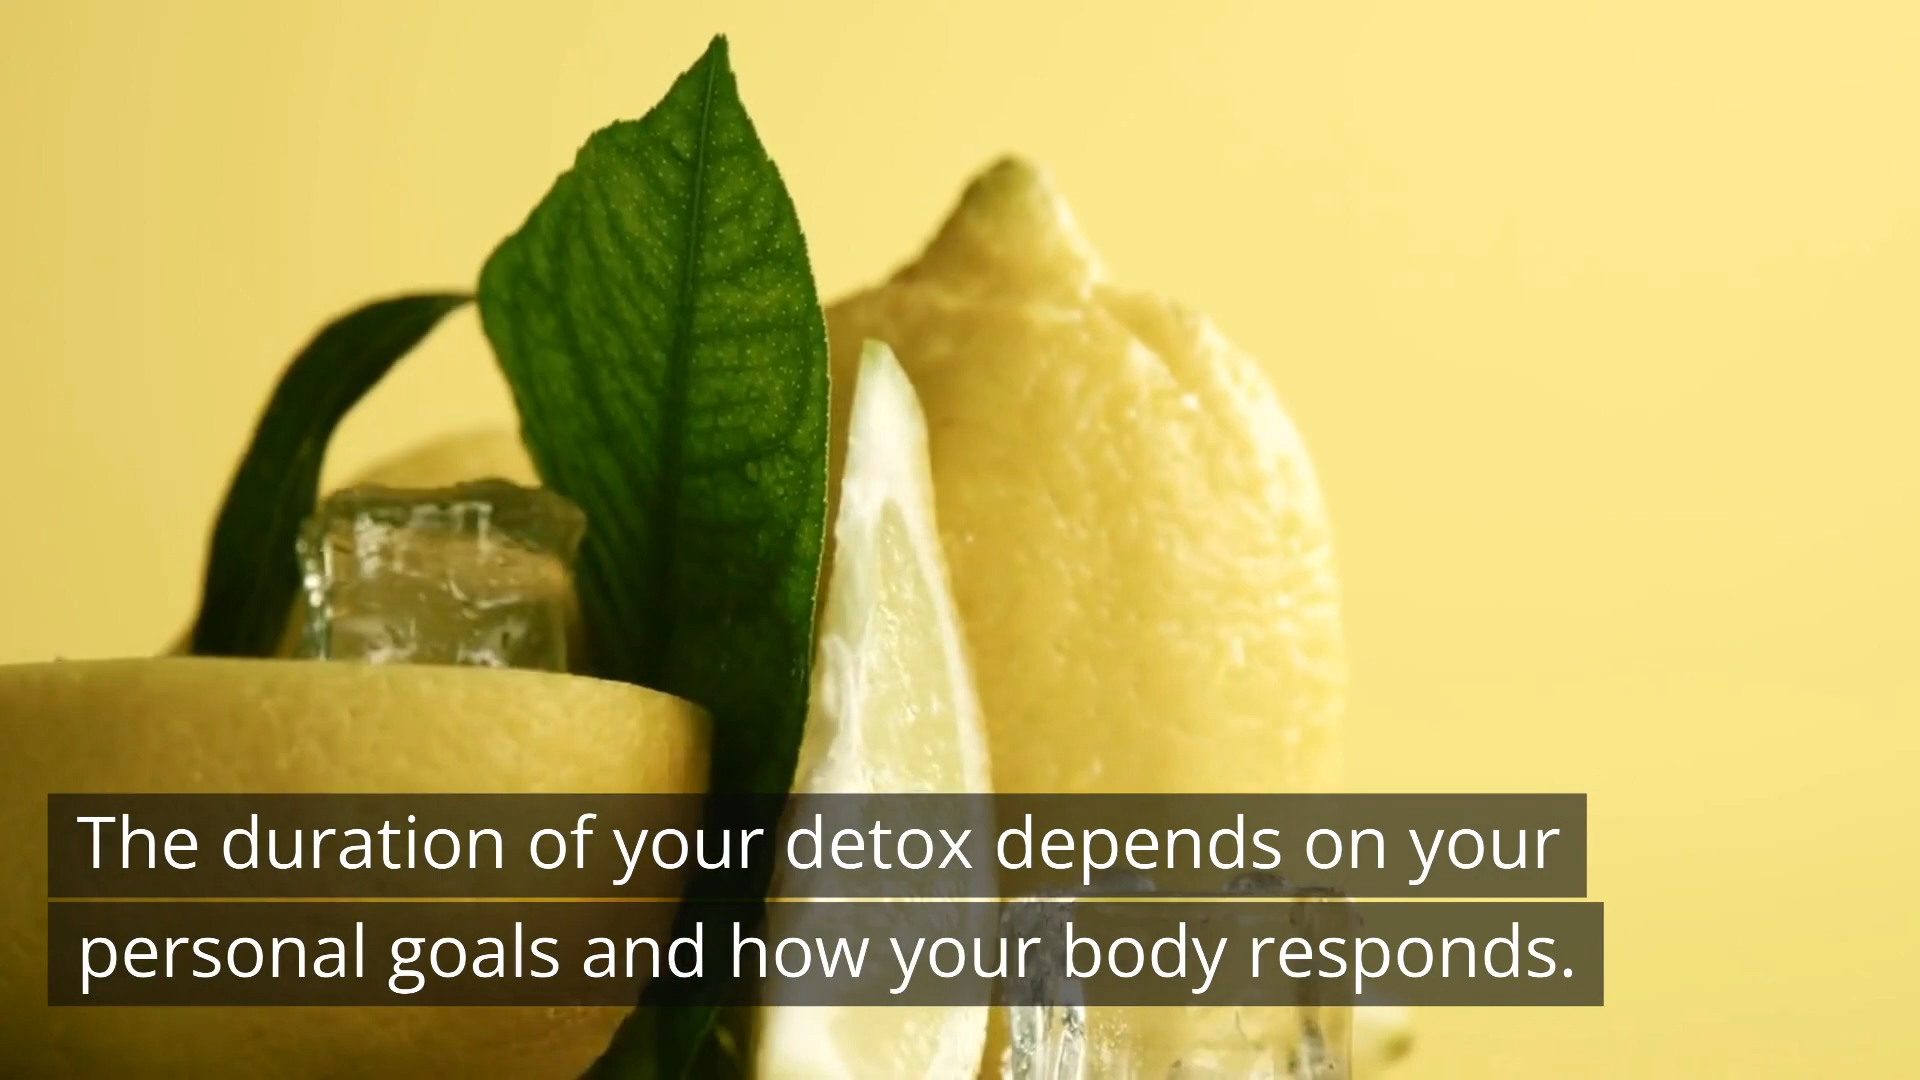 The duration of your detox depends on your
personal goals and how your body responds.